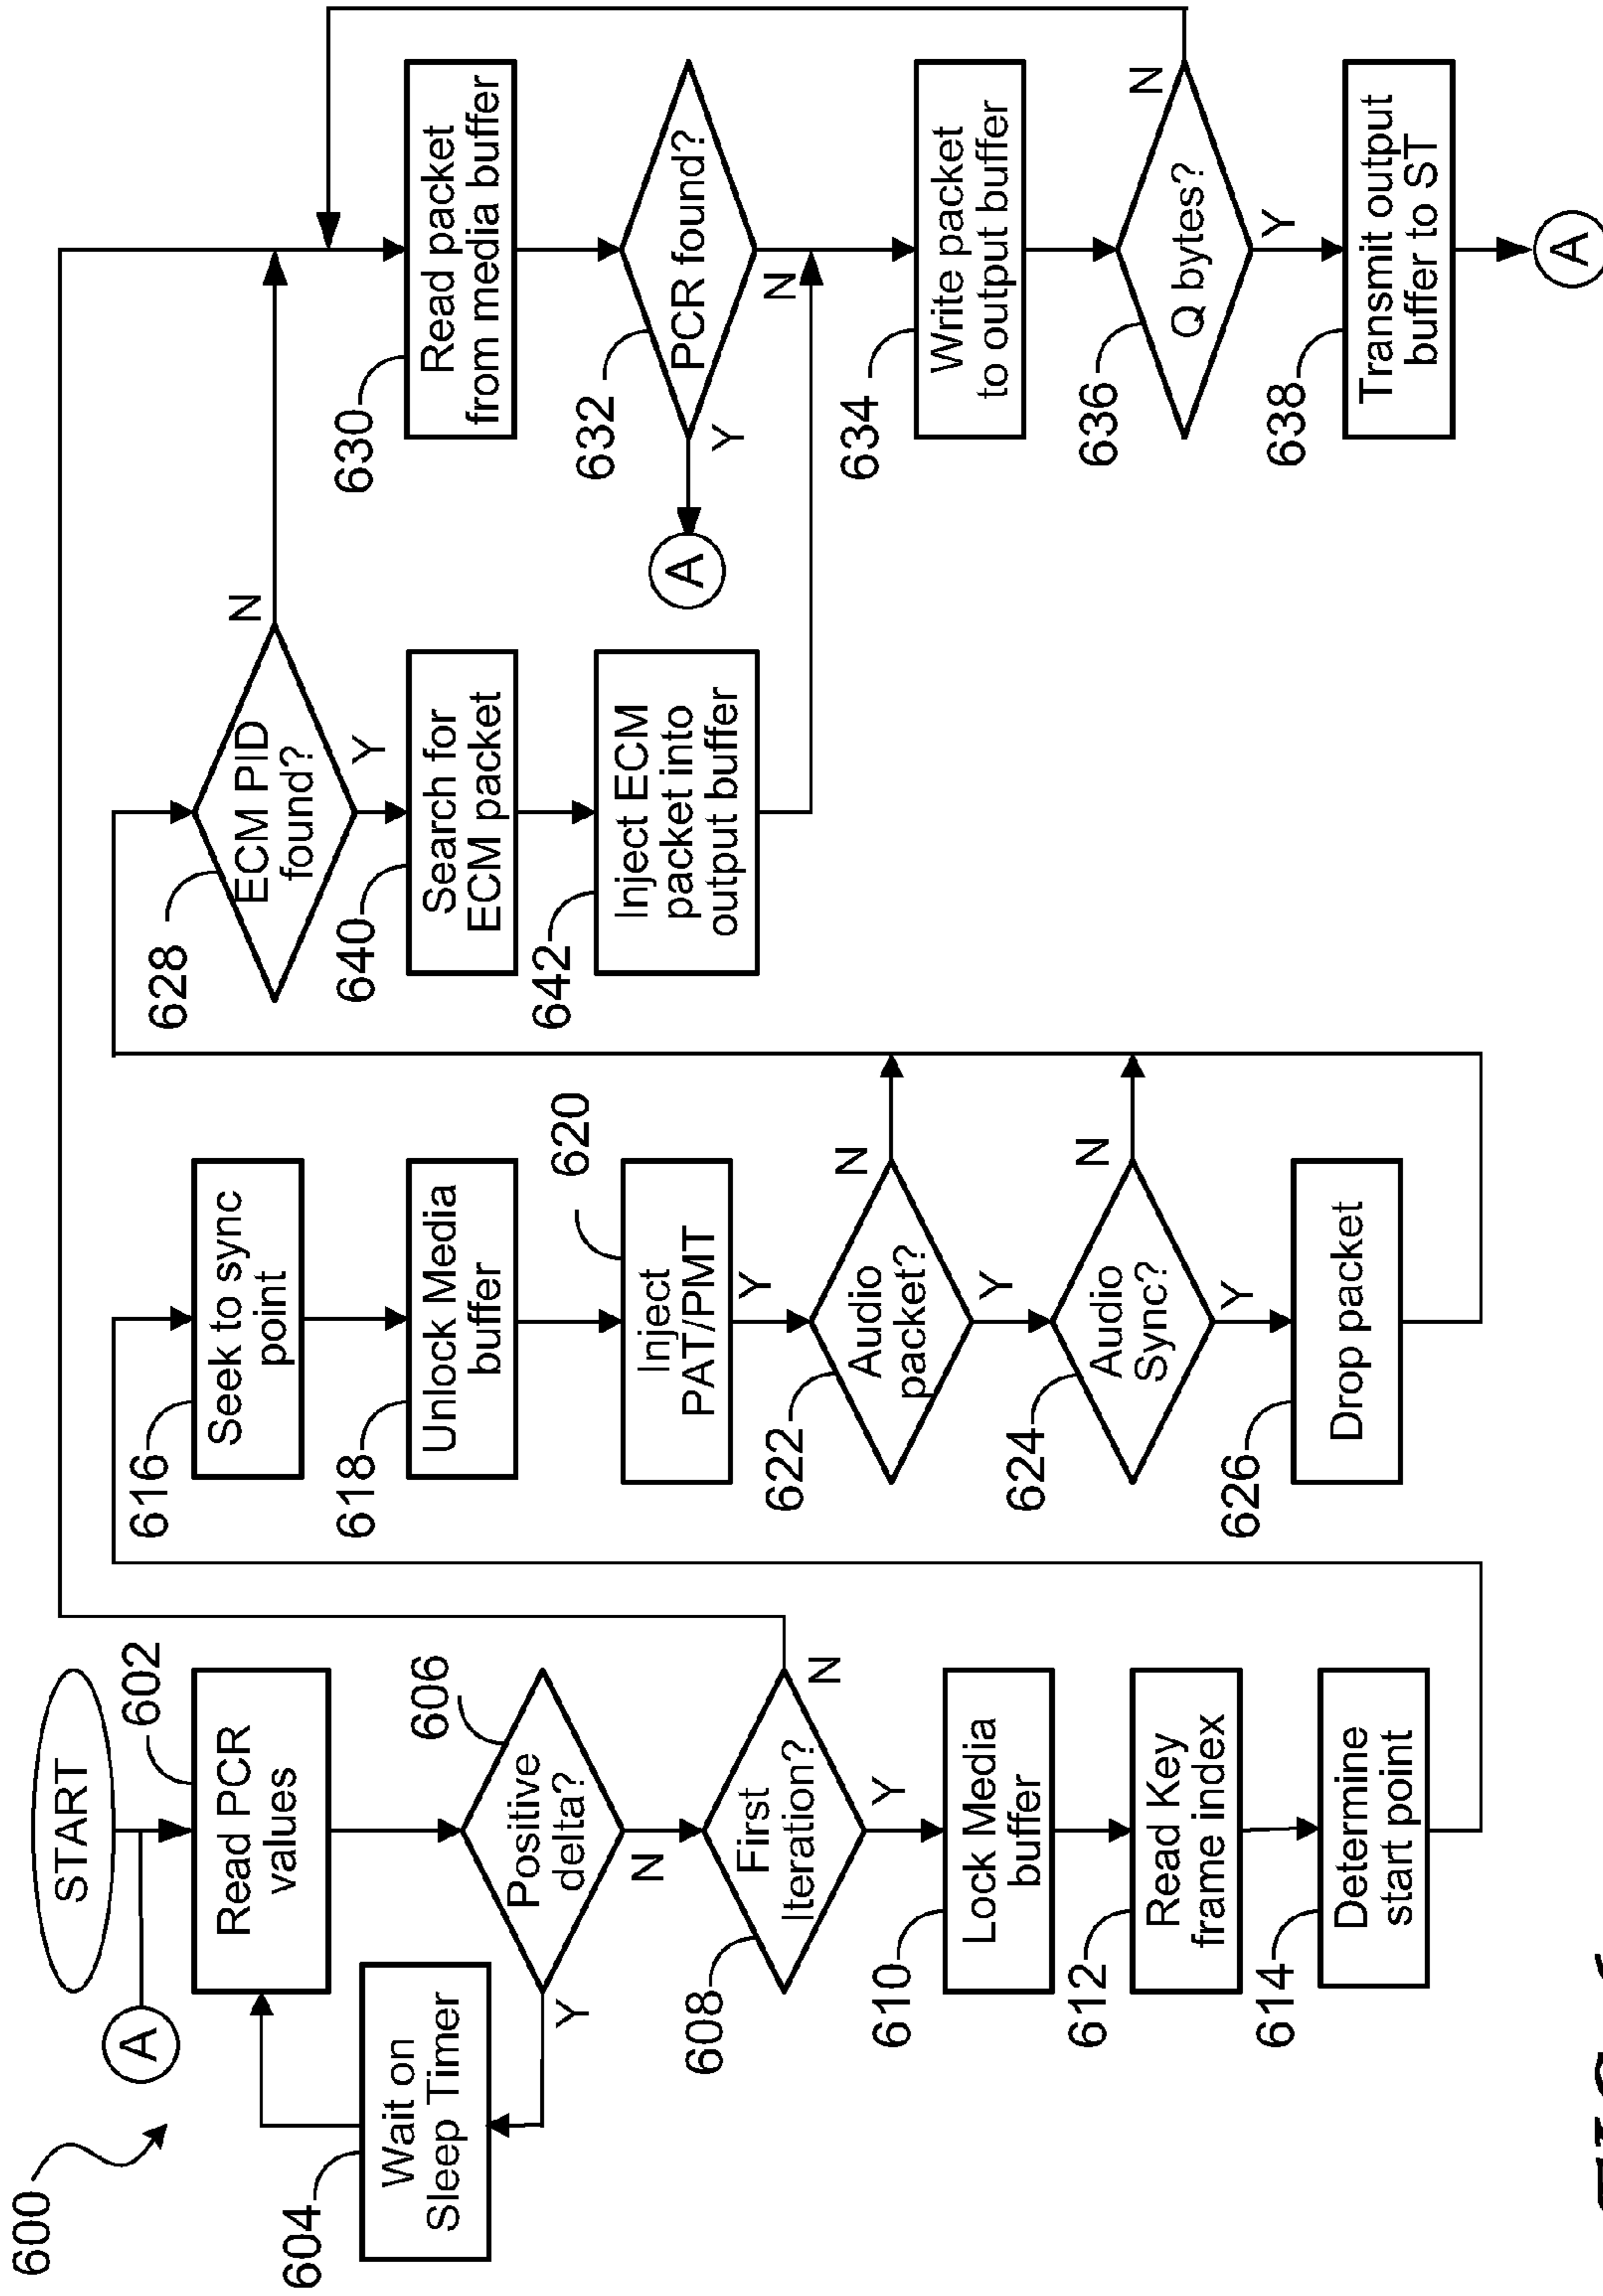 600
START
A
602
Read PCR
values
604
Wait on
Sleep Timer
606
Positive
delta?
Y
N
608
First
Iteration?
N
Y
610
Lock Media
buffer
612
Read Key
frame index
614
Determine
start point
616
Seek to sync
point
618
Unlock Media
buffer
620
Inject
PAT/PMT
Y
622
Audio
packet?
N
Y
624
Audio
Sync?
N
Y
626
Drop packet
628
ECM PID
found?
N
Y
640
Search for
ECM packet
642
Inject ECM
packet into
output buffer
630
Read packet
from media buffer
632
PCR found?
Y
A
N
634
Write packet
to output buffer
636
Q bytes?
N
Y
638
Transmit output
buffer to ST
A